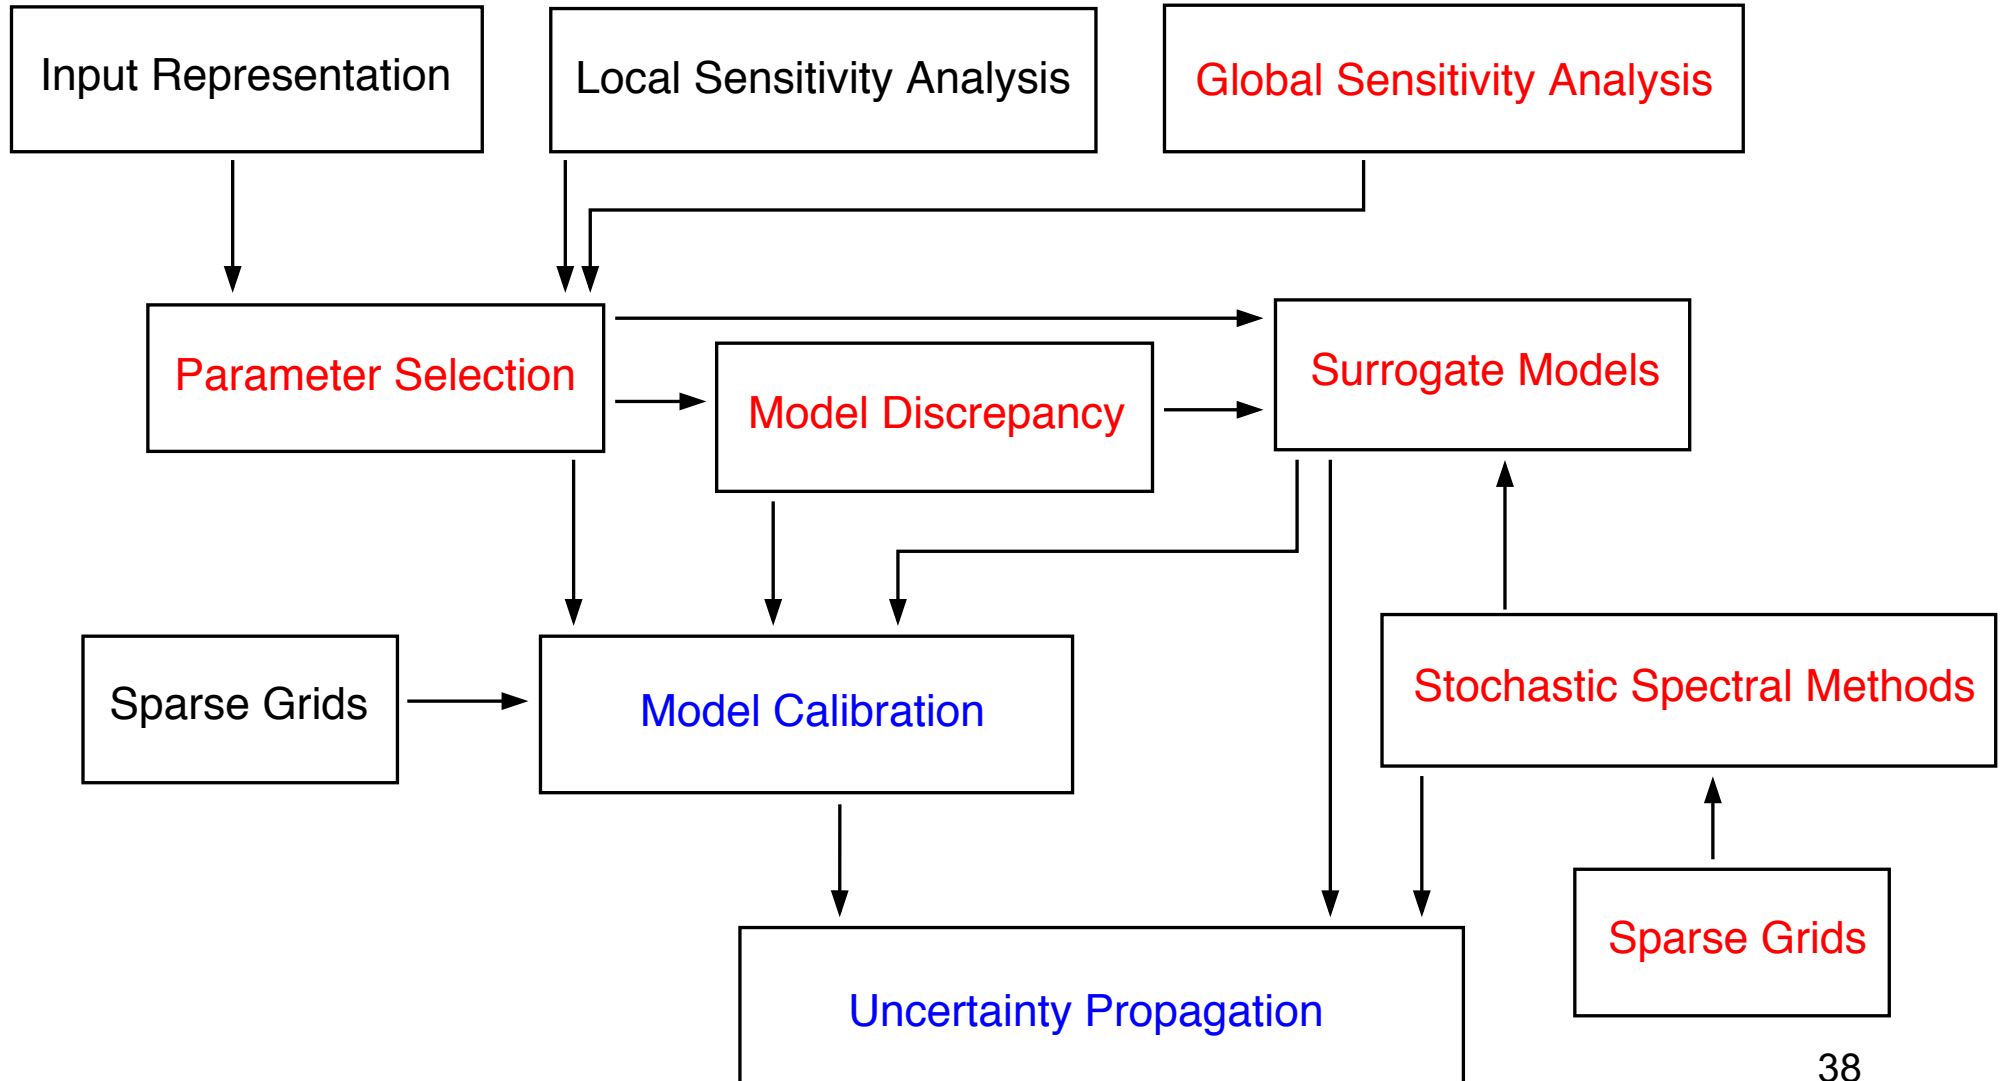 Input Representation
Local Sensitivity Analysis
Global Sensitivity Analysis
Parameter Selection
Model Discrepancy
Surrogate Models
Sparse Grids
Model Calibration
Stochastic Spectral Methods
Sparse Grids
Uncertainty Propagation
38